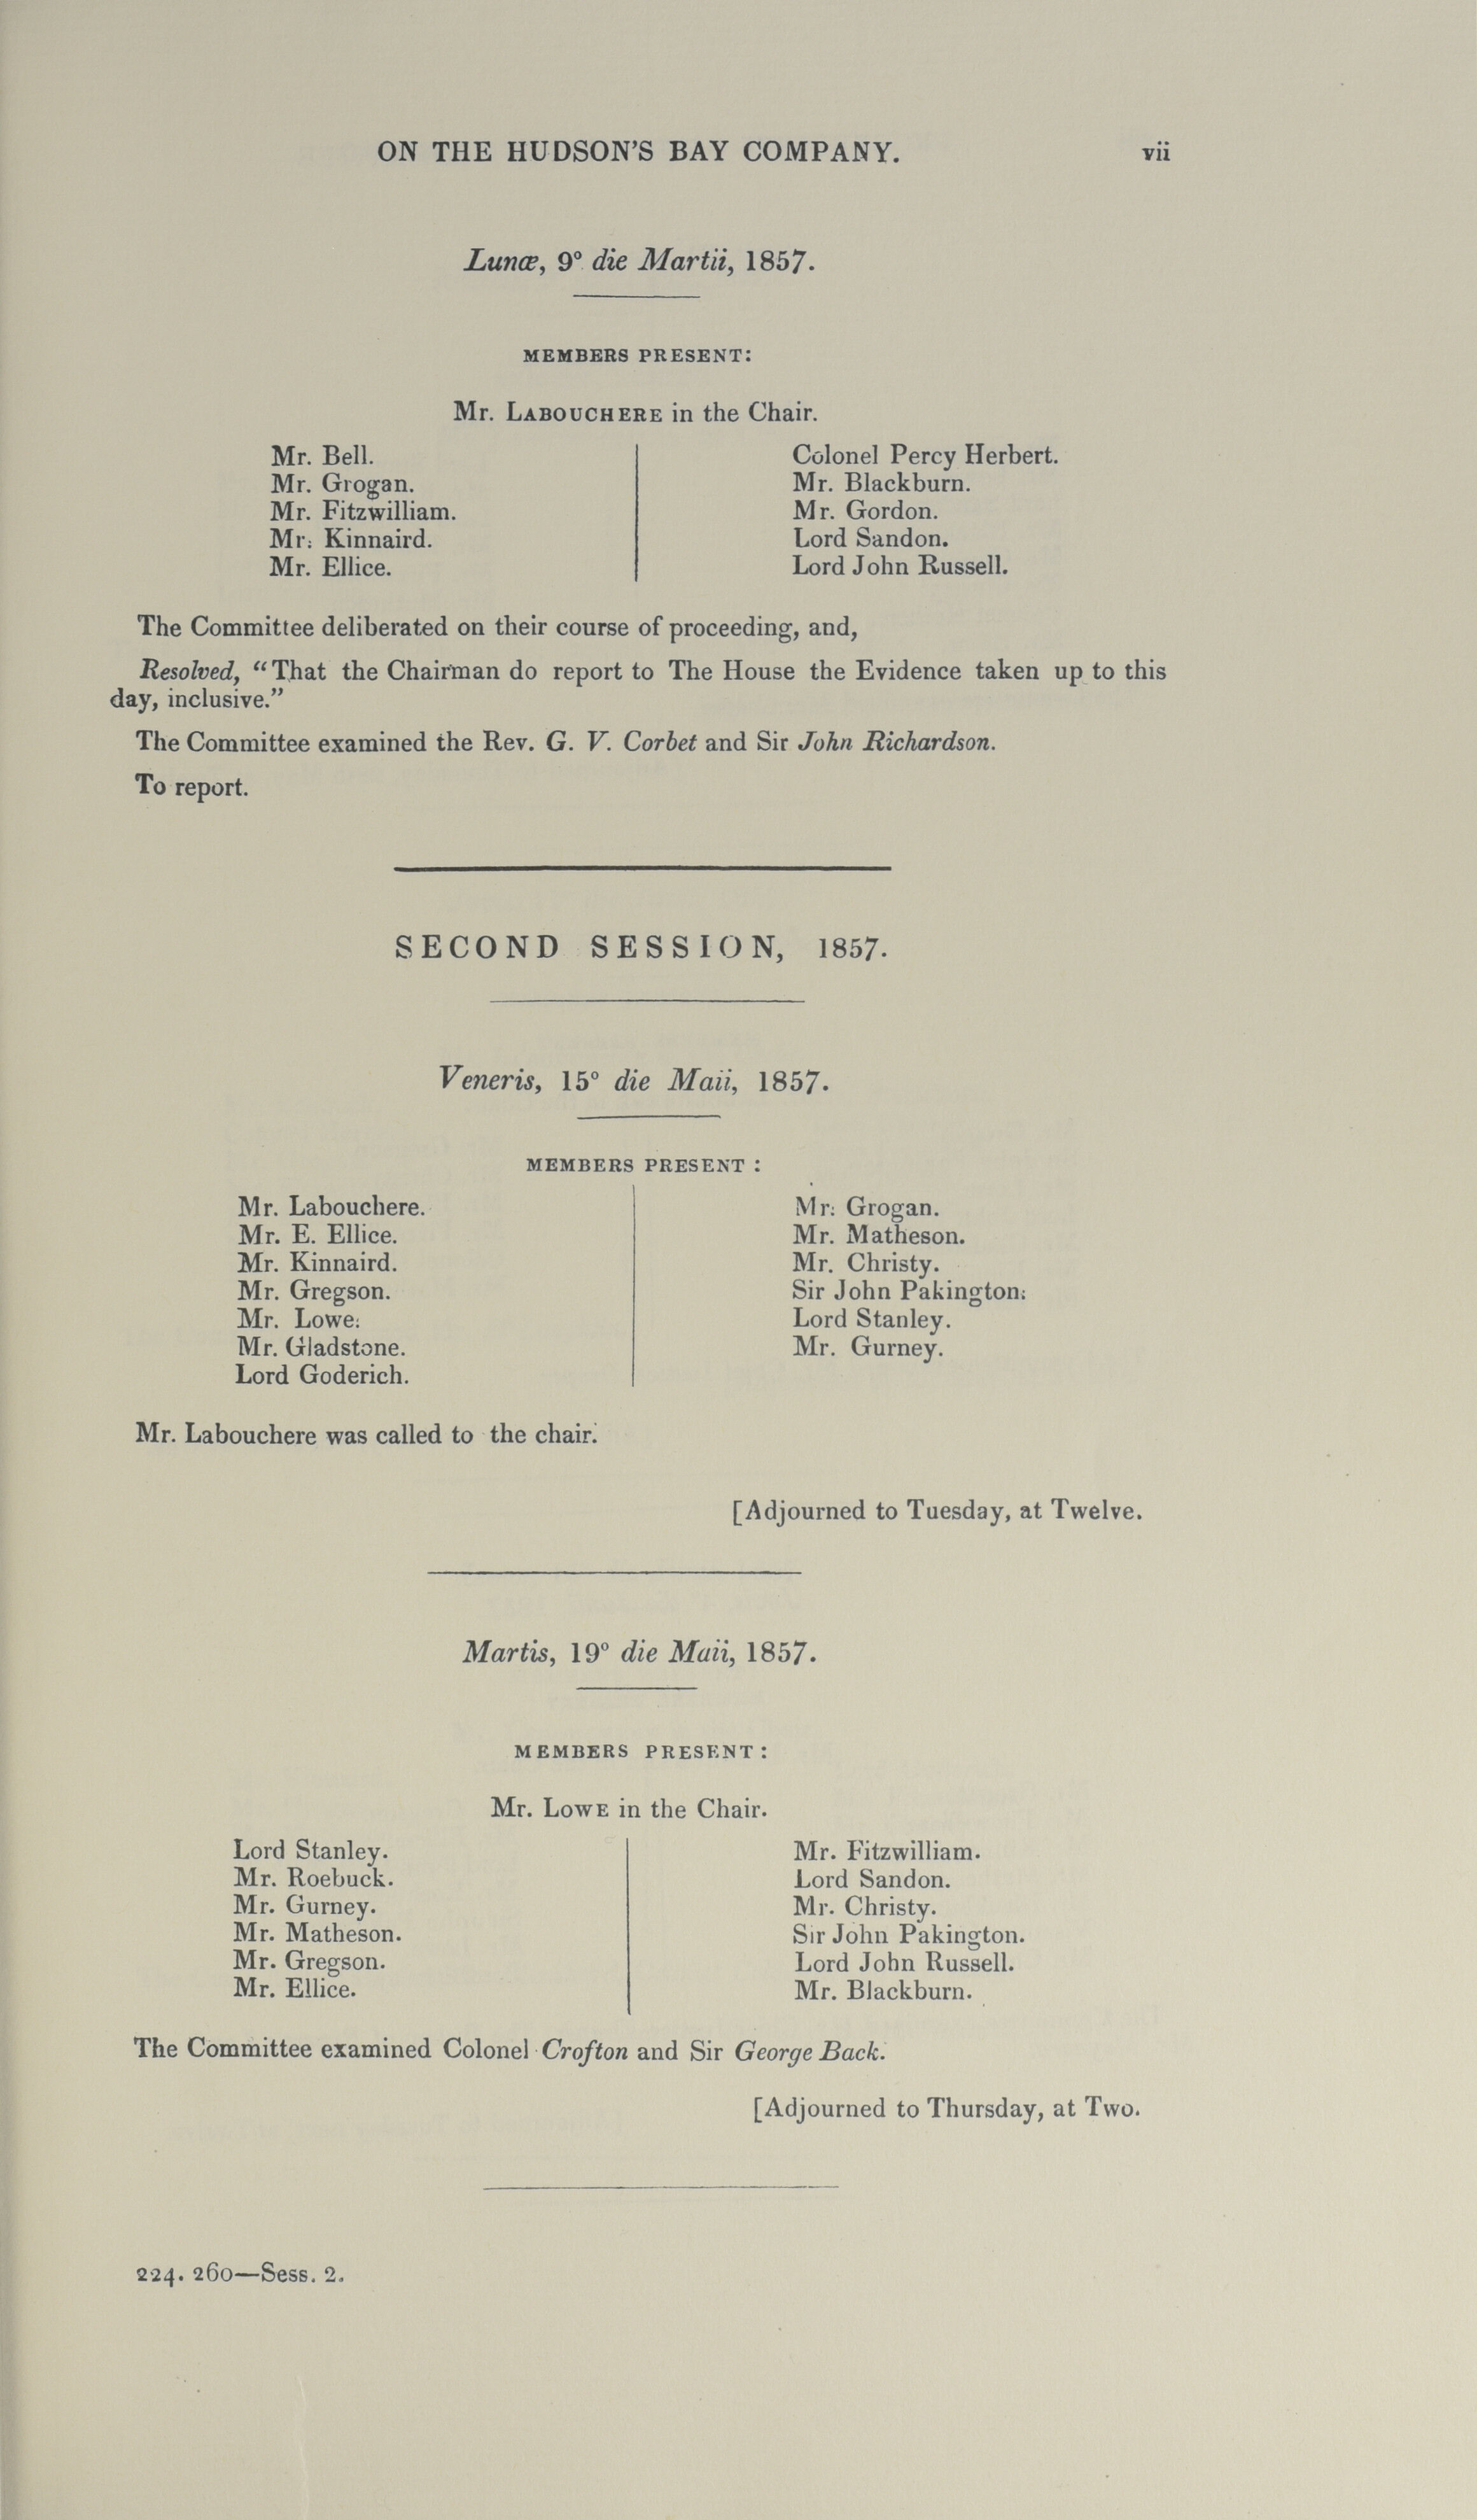 ON THE HUDSON'S BAY COMPANY. vii
Lunæ, 9° die Martii, 1857.
MEMBERS PRESENT:
Mr. LABOUCHERE in the Chair.
Mr. Bell.
Mr. Grogan.
Mr. Fitzwilliam.
Mr. Kinnaird.
Mr. Ellice.
Colonel Percy Herbert.
Mr. Blackburn.
Mr. Gordon.
Lord Sandon.
Lord John Russell.
The Committee deliberated on their course of proceeding, and,
Resolved, "That the Chairman do report to The House the Evidence taken up to this
day, inclusive."
The Committee examined the Rev. G. V. Corbet and Sir John Richardson.
To report.
SECOND SESSION, 1857.
Veneris, 15° die Maii, 1857.
MEMBERS PRESENT:
Mr. Labouchere.
Mr. E. Ellice.
Mr. Kinnaird.
Mr. Gregson.
Mr. Lowe.
Mr. Gladstone.
Lord Goderich.
Mr. Grogan.
Mr. Matheson.
Mr. Christy.
Sir John Pakington.
Lord Stanley.
Mr. Gurney.
Mr. Labouchere was called to the chair.
[Adjourned to Tuesday, at Twelve.
Martis, 19° die Maii, 1857.
MEMBERS PRESENT:
Mr. LOWE in the Chair.
Lord Stanley.
Mr. Roebuck.
Mr. Gurney.
Mr. Matheson.
Mr. Gregson.
Mr. Ellice.
Mr. Fitzwilliam.
Lord Sandon.
Mr. Christy.
Sir John Pakington.
Lord John Russell.
Mr. Blackburn.
The Committee examined Colonel Crofton and Sir George Back.
[Adjourned to Thursday, at Two.
224. 260—Sess. 2.